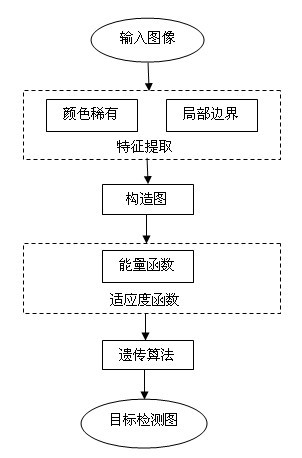 输入图像
颜色稀有 局部边界
特征提取
构造图
能量函数
适应度函数
遗传算法
目标检测图